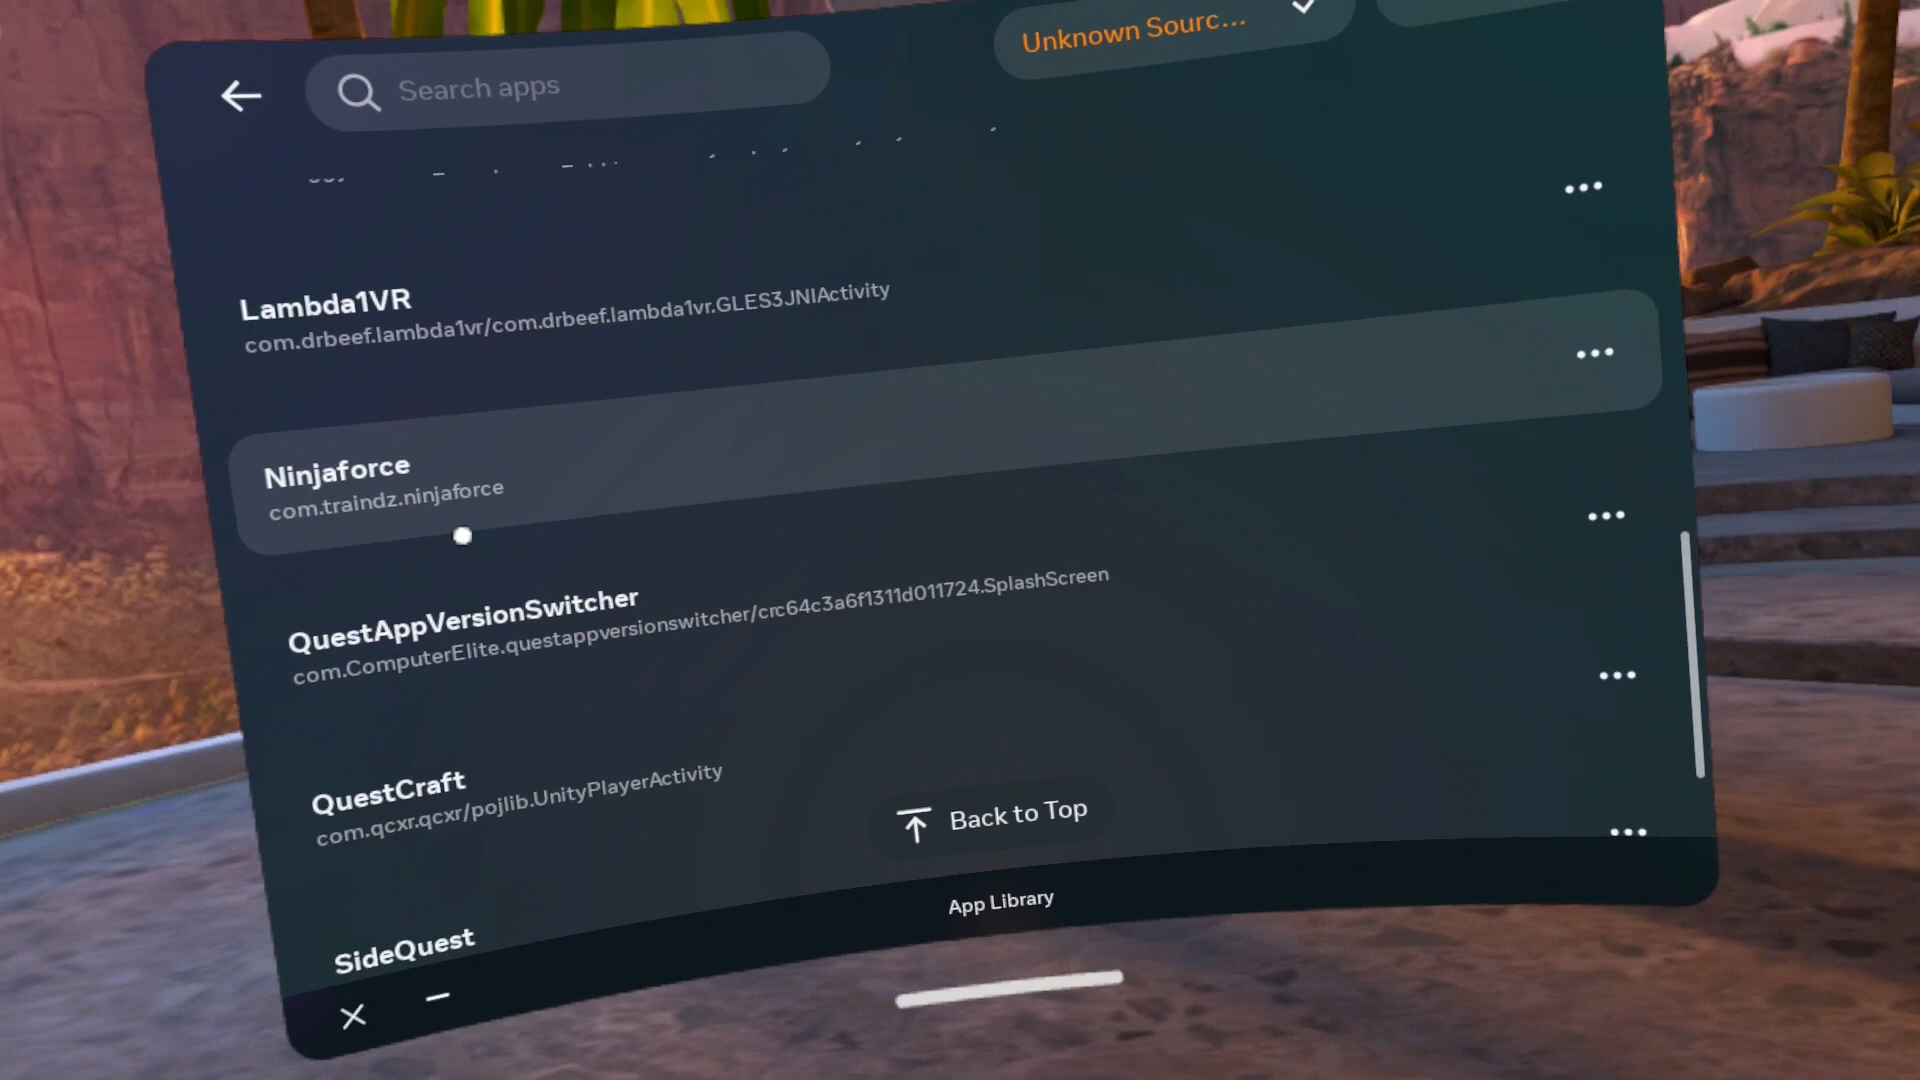 Search apps
Unknown Sourc...
Lambda1VR
com.drbeef.lambda1vr/com.drbeef.lambda1vr.GLES3JNIActivity
Ninjaforce
com.traindz.ninjaforce
QuestAppVersionSwitcher
com.ComputerElite.questappversionswitcher/crc64c3a6f1311d011724.SplashScreen
QuestCraft
com.qcxr.qcxr/pojlib.UnityPlayerActivity
Back to Top
SideQuest
App Library